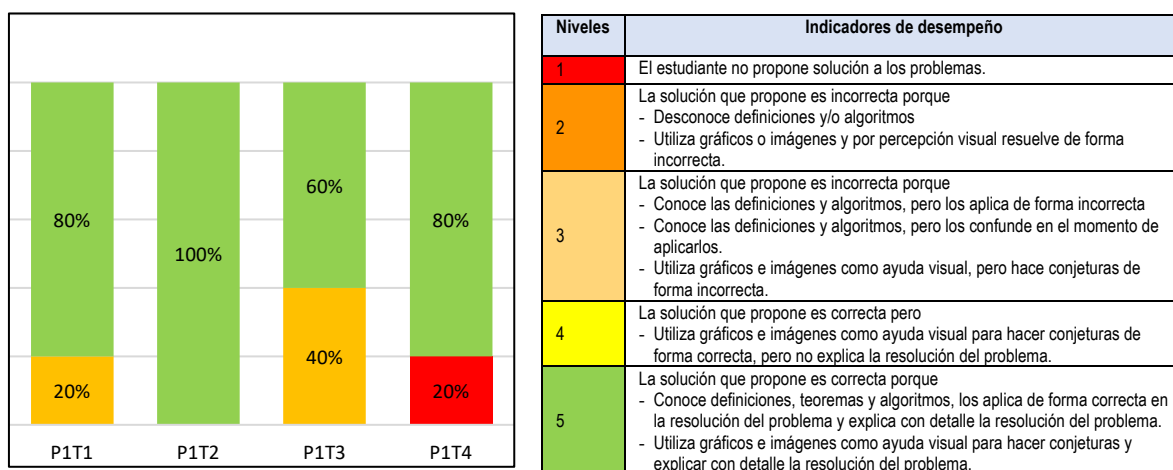 80%
100%
60%
80%
20%
40%
20%
P1T1 P1T2 P1T3 P1T4
Niveles Indicadores de desempeño
1 El estudiante no propone solución a los problemas.
2
La solución que propone es incorrecta porque
- Desconoce definiciones y/o algoritmos
- Utiliza gráficos o imágenes y por percepción visual resuelve de forma
incorrecta.
3
La solución que propone es incorrecta porque
- Conoce las definiciones y algoritmos, pero los aplica de forma incorrecta
- Conoce las definiciones y algoritmos, pero los confunde en el momento de
aplicarlos.
- Utiliza gráficos e imágenes como ayuda visual, pero hace conjeturas de
forma incorrecta.
4
La solución que propone es correcta pero
- Utiliza gráficos e imágenes como ayuda visual para hacer conjeturas de
forma correcta, pero no explica la resolución del problema.
5
La solución que propone es correcta porque
- Conoce definiciones, teoremas y algoritmos, los aplica de forma correcta en
la resolución del problema y explica con detalle la resolución del problema.
- Utiliza gráficos e imágenes como ayuda visual para hacer conjeturas y
explicar con detalle la resolución del problema.